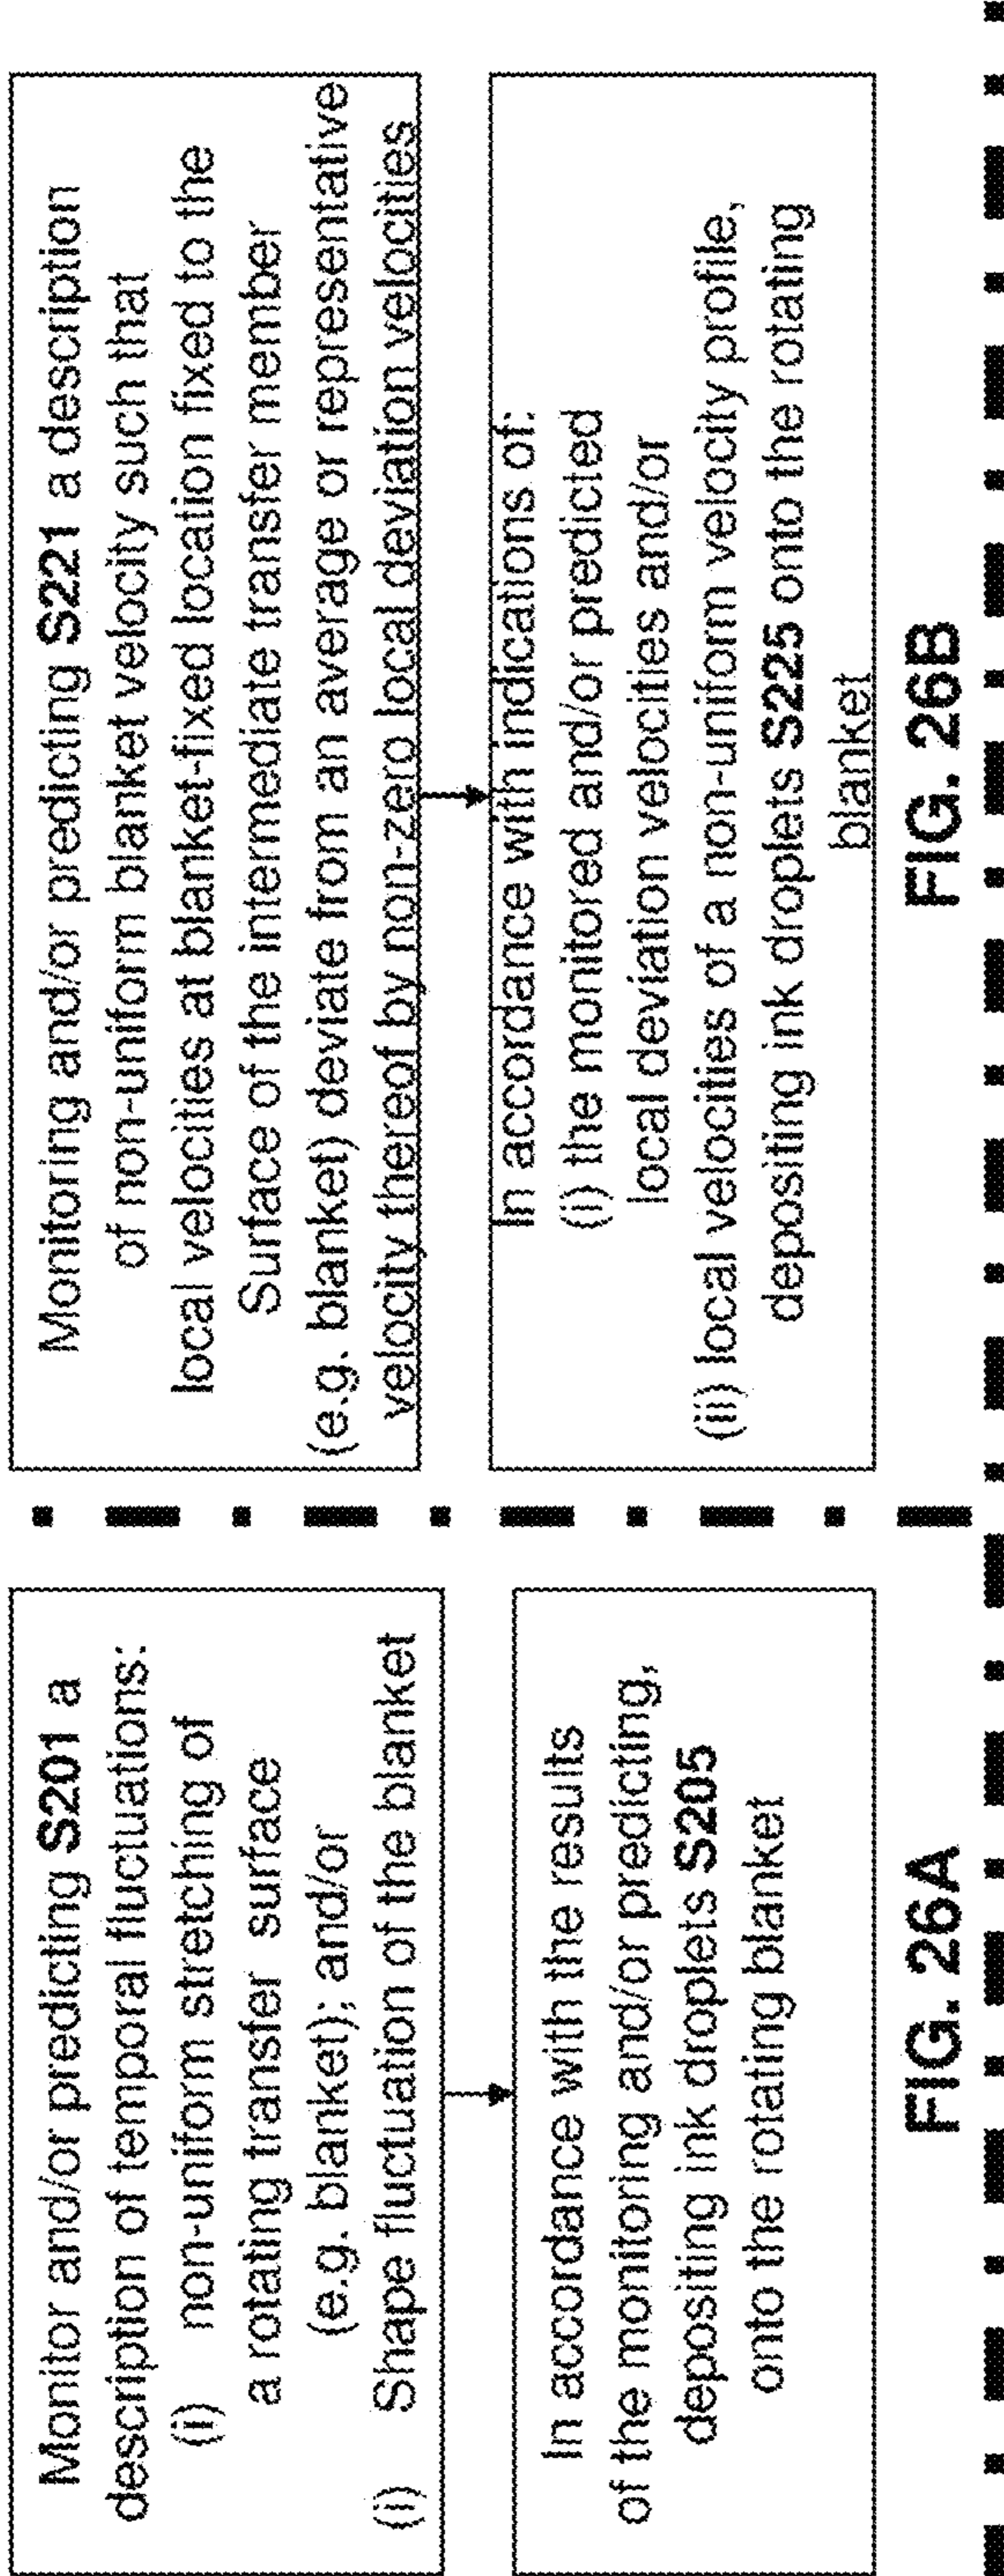 Monitor and/or predicting S201 a
description of temporal fluctuations:
(i) non-uniform stretching of
a rotating transfer surface
(e.g. blanket); and/or
(i) Shape fluctuation of the blanket
In accordance with the results
of the monitoring and/or predicting,
depositing ink droplets S205
onto the rotating blanket
FIG. 26A
Monitoring and/or predicting S221 a description
of non-uniform blanket velocity such that
local velocities at blanket-fixed location fixed to the
Surface of the intermediate transfer member
(e.g. blanket) deviate from an average or representative
velocity thereof by non-zero local deviation velocities
In accordance with indications of:
(i) the monitored and/or predicted
local deviation velocities and/or
(ii) local velocities of a non-uniform velocity profile,
depositing ink droplets S225 onto the rotating
blanket
FIG. 26B